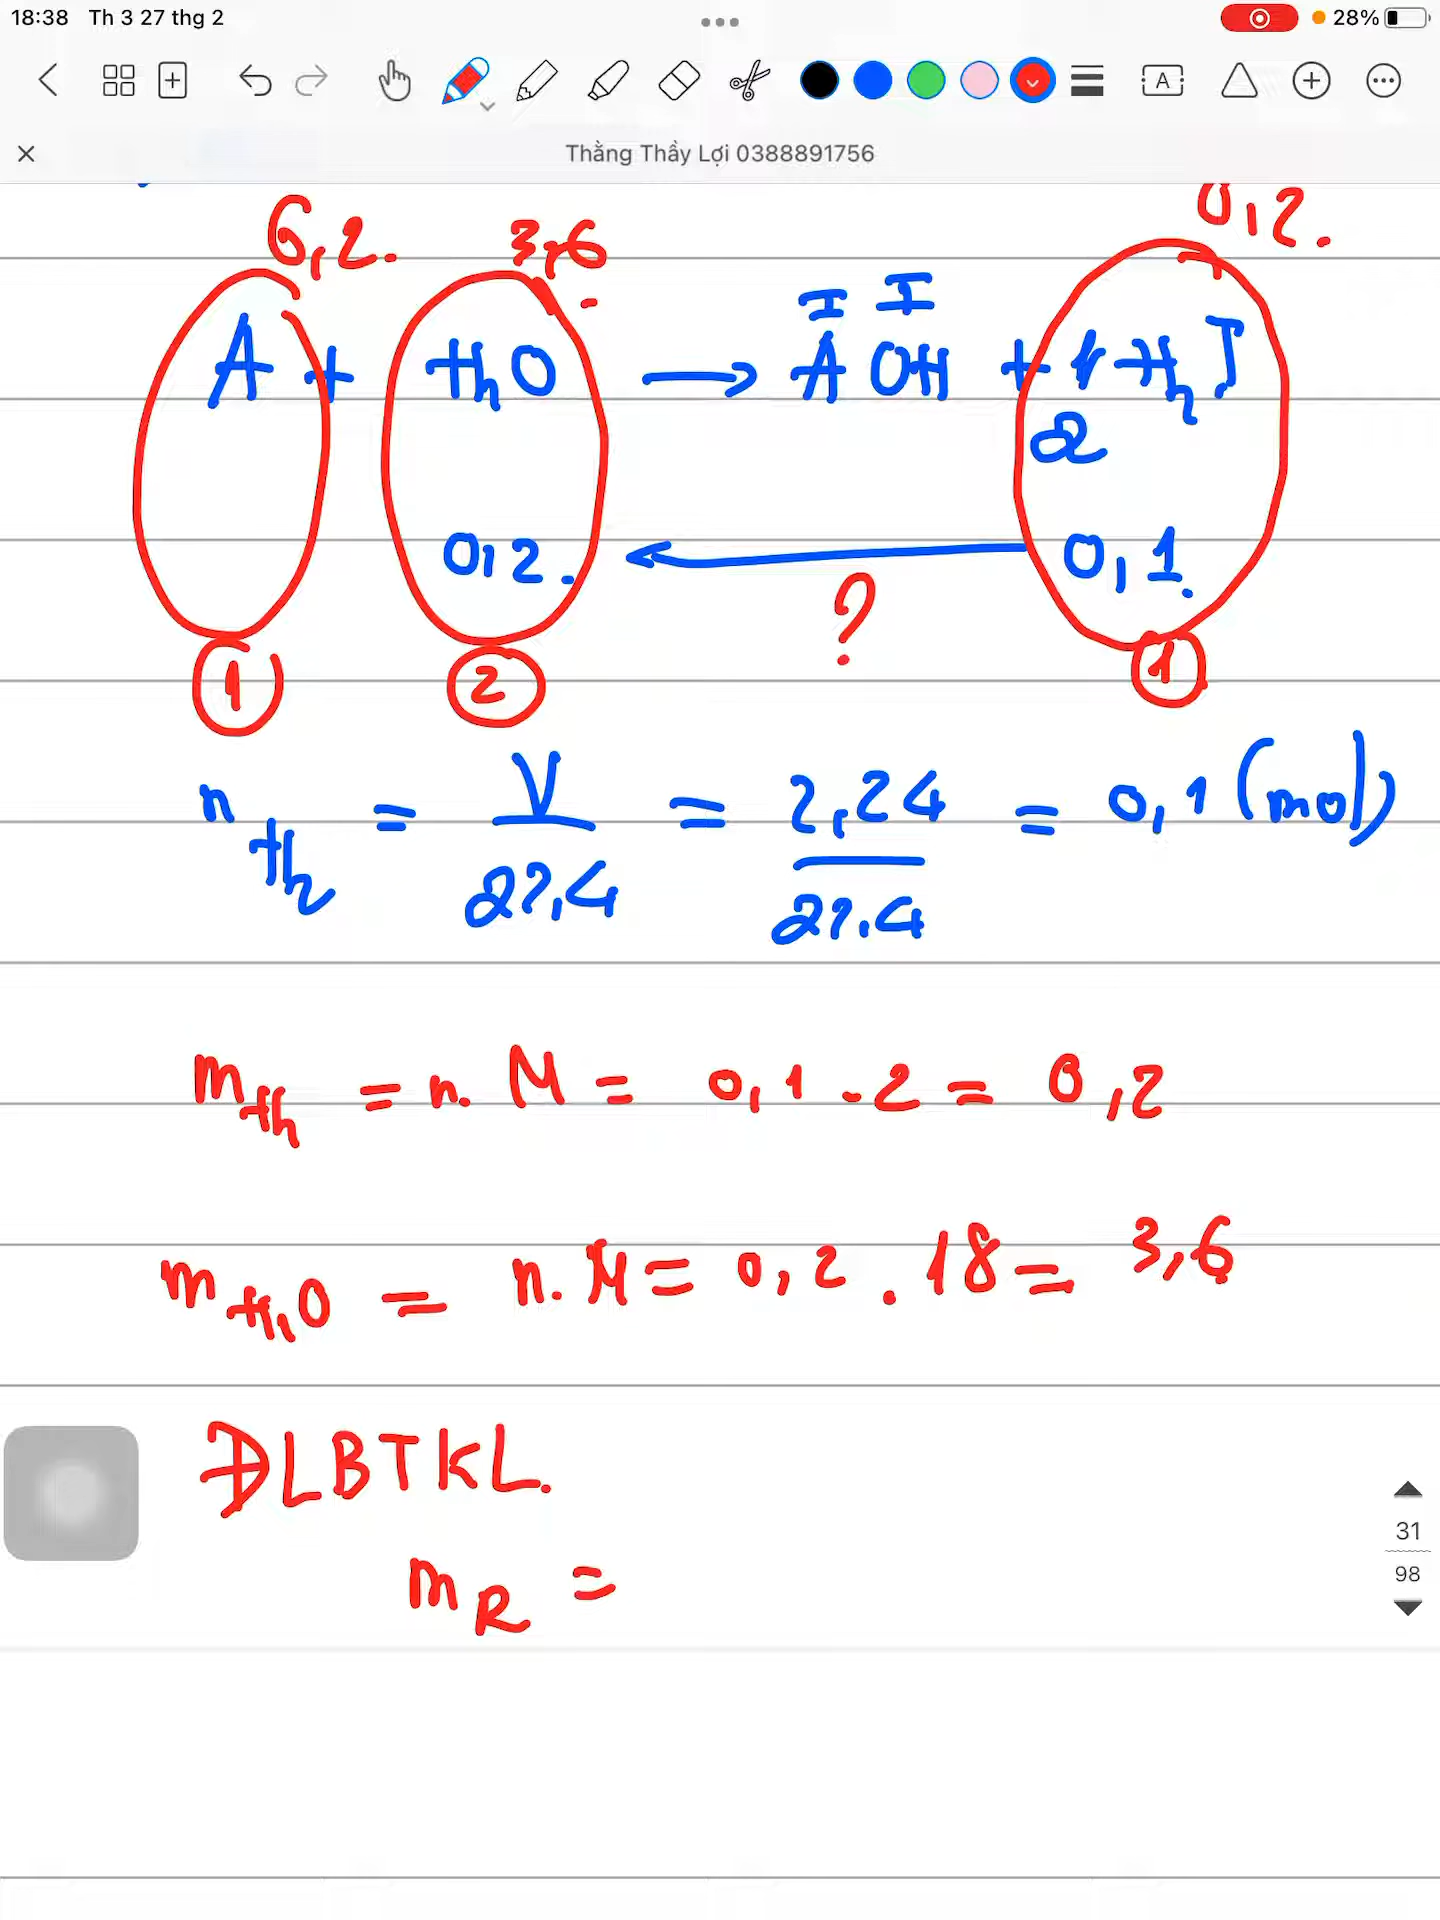 18:38 Th 3 27 thg 2 28%
A
Thằng Thầy Lợi 0388891756
6,2. 3,6 0,2.
I I
A + H2O → AOH + 1/2 H2↑
0,2. ← 0,1.
?
1 2 1
nH2 = V/22,4 = 2,24/22,4 = 0,1 (mol)
mH2 = n. M = 0,1 . 2 = 0,2
mH2O = n. M = 0,2 . 18 = 3,6
ĐLBTKL.
31
mR =
98